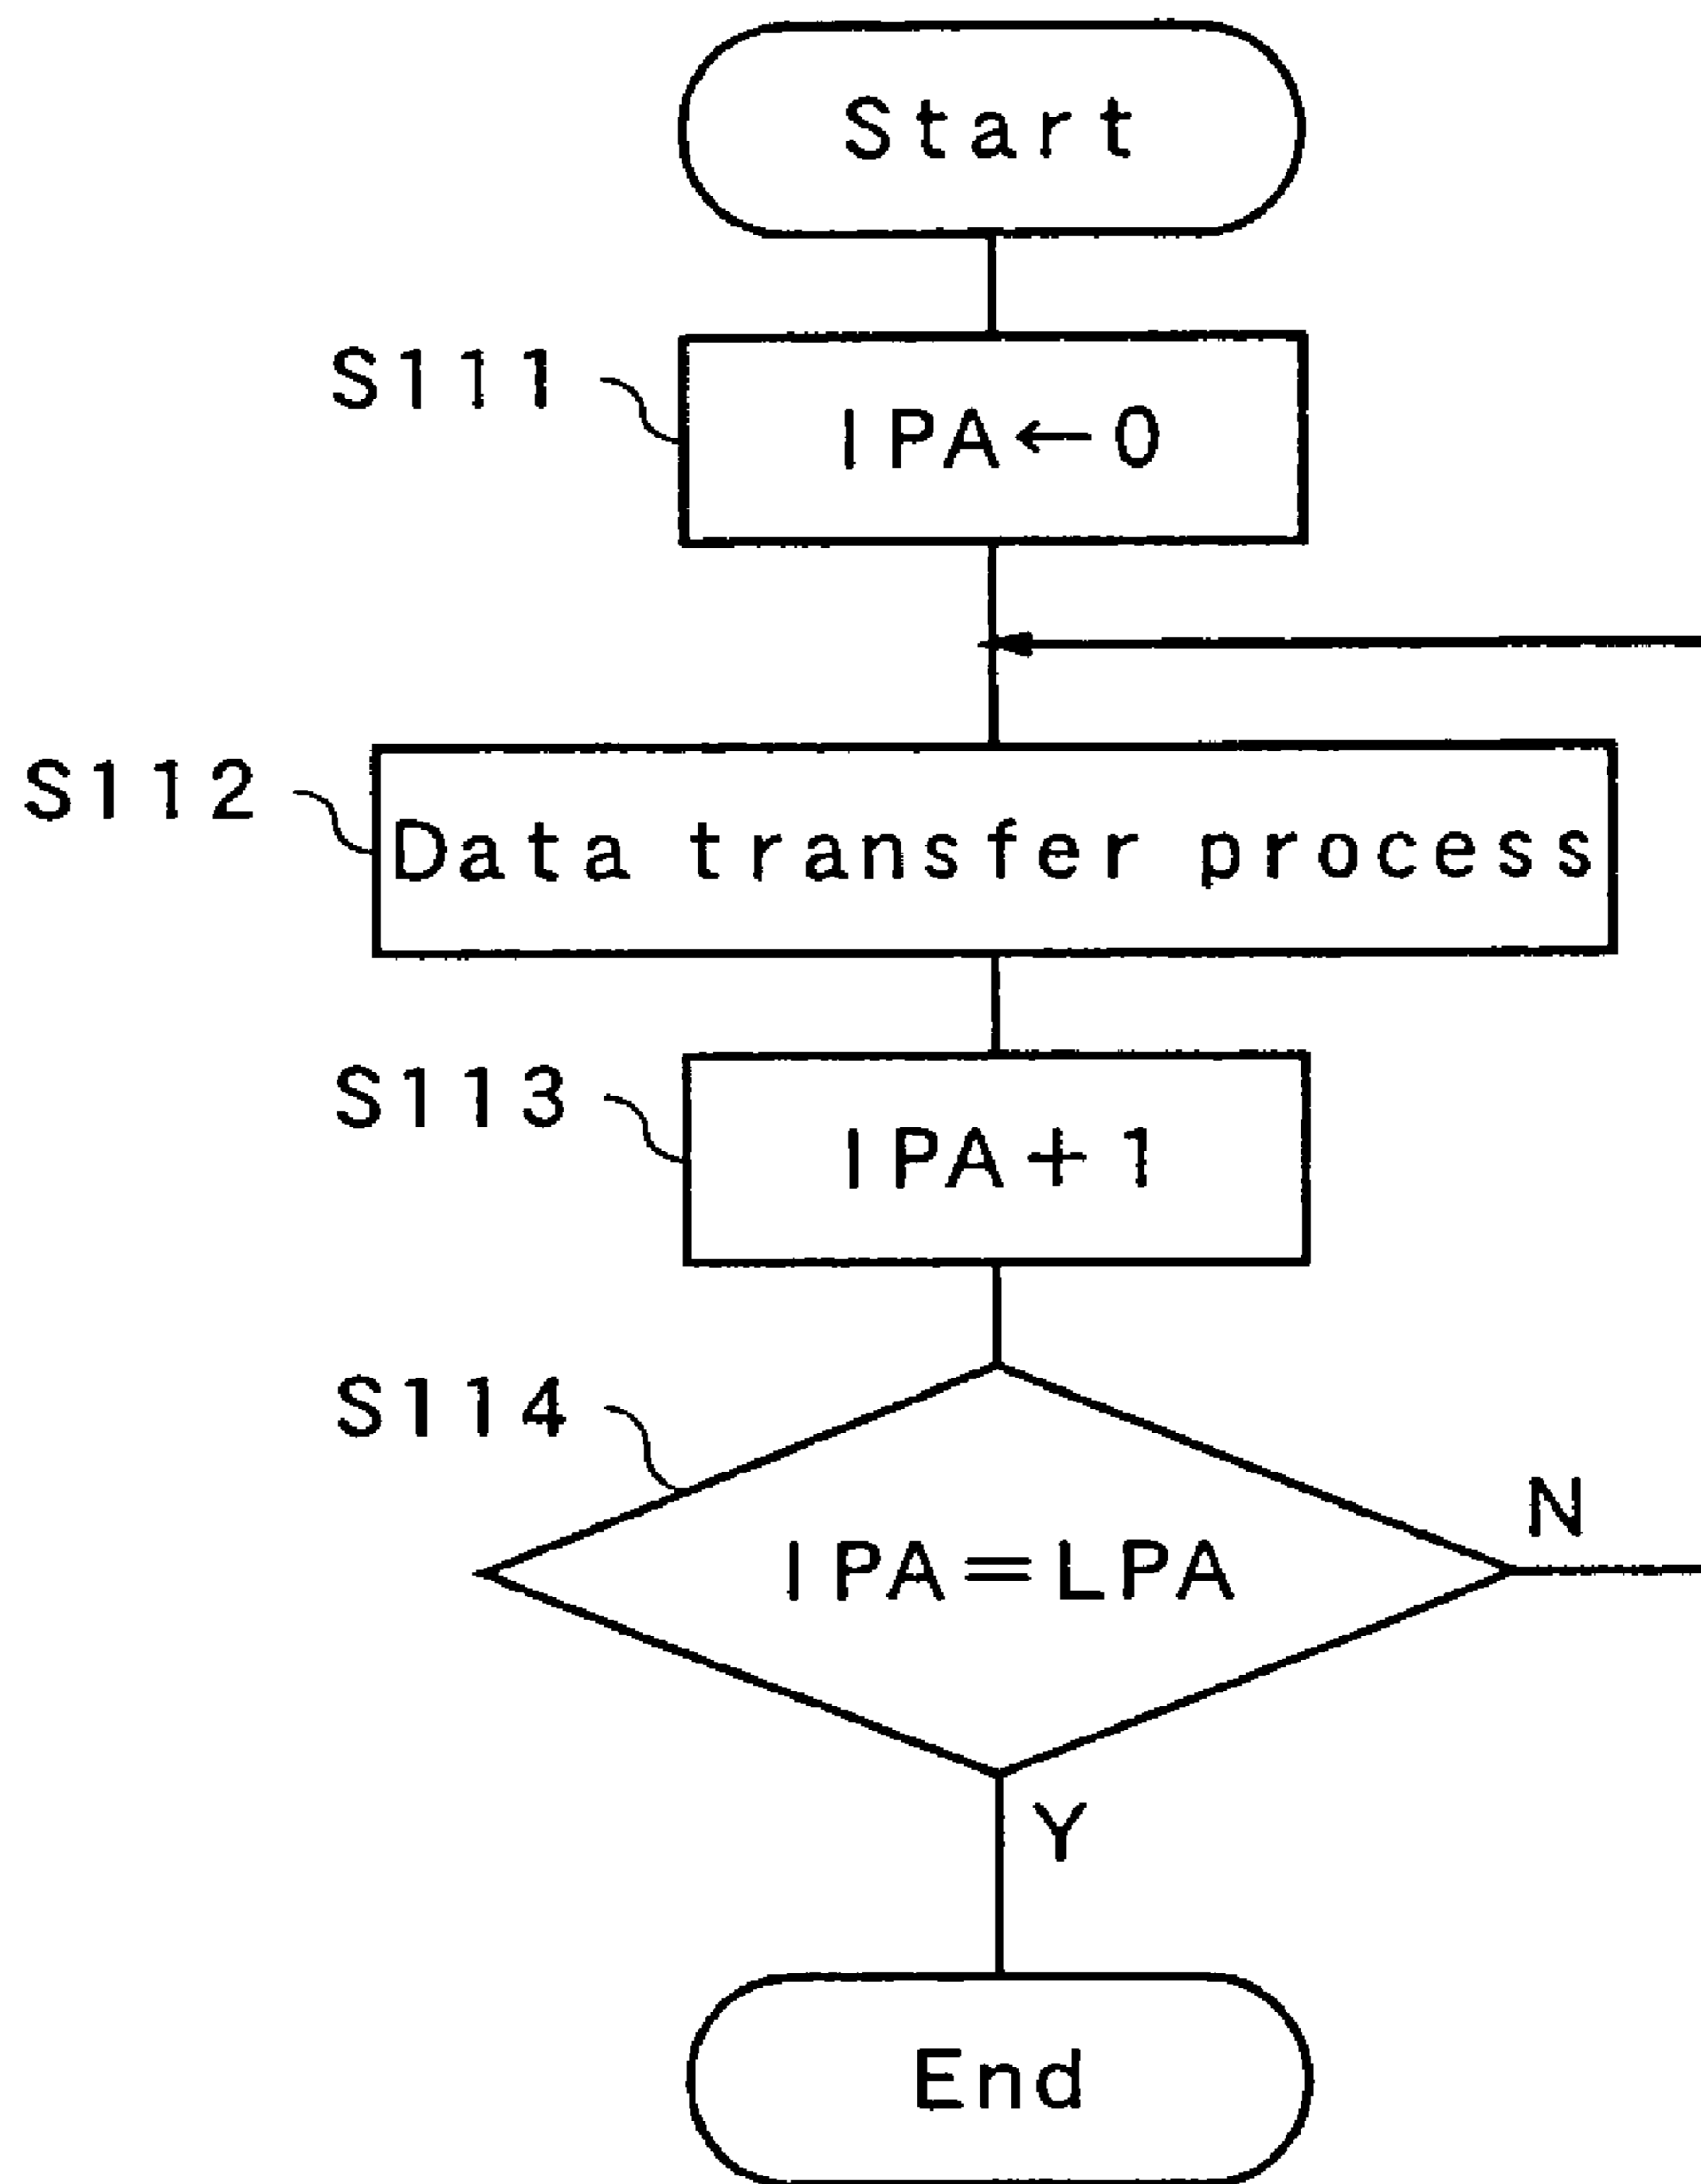 Start
S111
IPA←0
S112
Data transfer process
S113
IPA+1
S114
N
IPA=LPA
Y
End